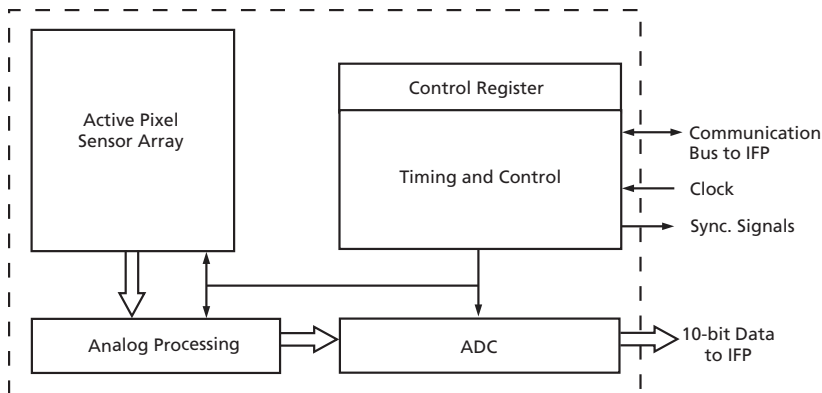 Active Pixel
Sensor Array
Control Register
Timing and Control
Communication
Bus to IFP
Clock
Sync. Signals
Analog Processing
ADC
10-bit Data
to IFP